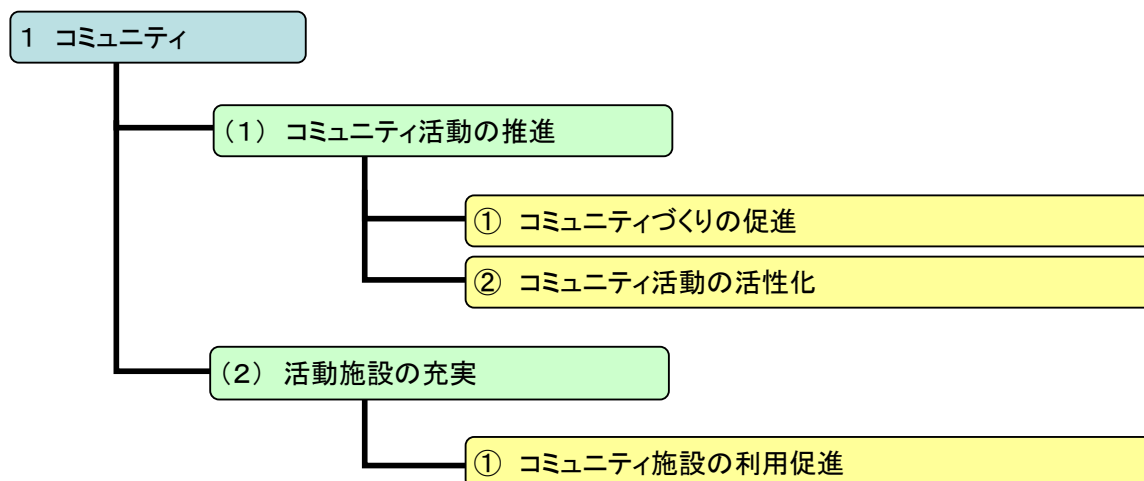 1 コミュニティ
(1) コミュニティ活動の推進
① コミュニティづくりの促進
② コミュニティ活動の活性化
(2) 活動施設の充実
① コミュニティ施設の利用促進